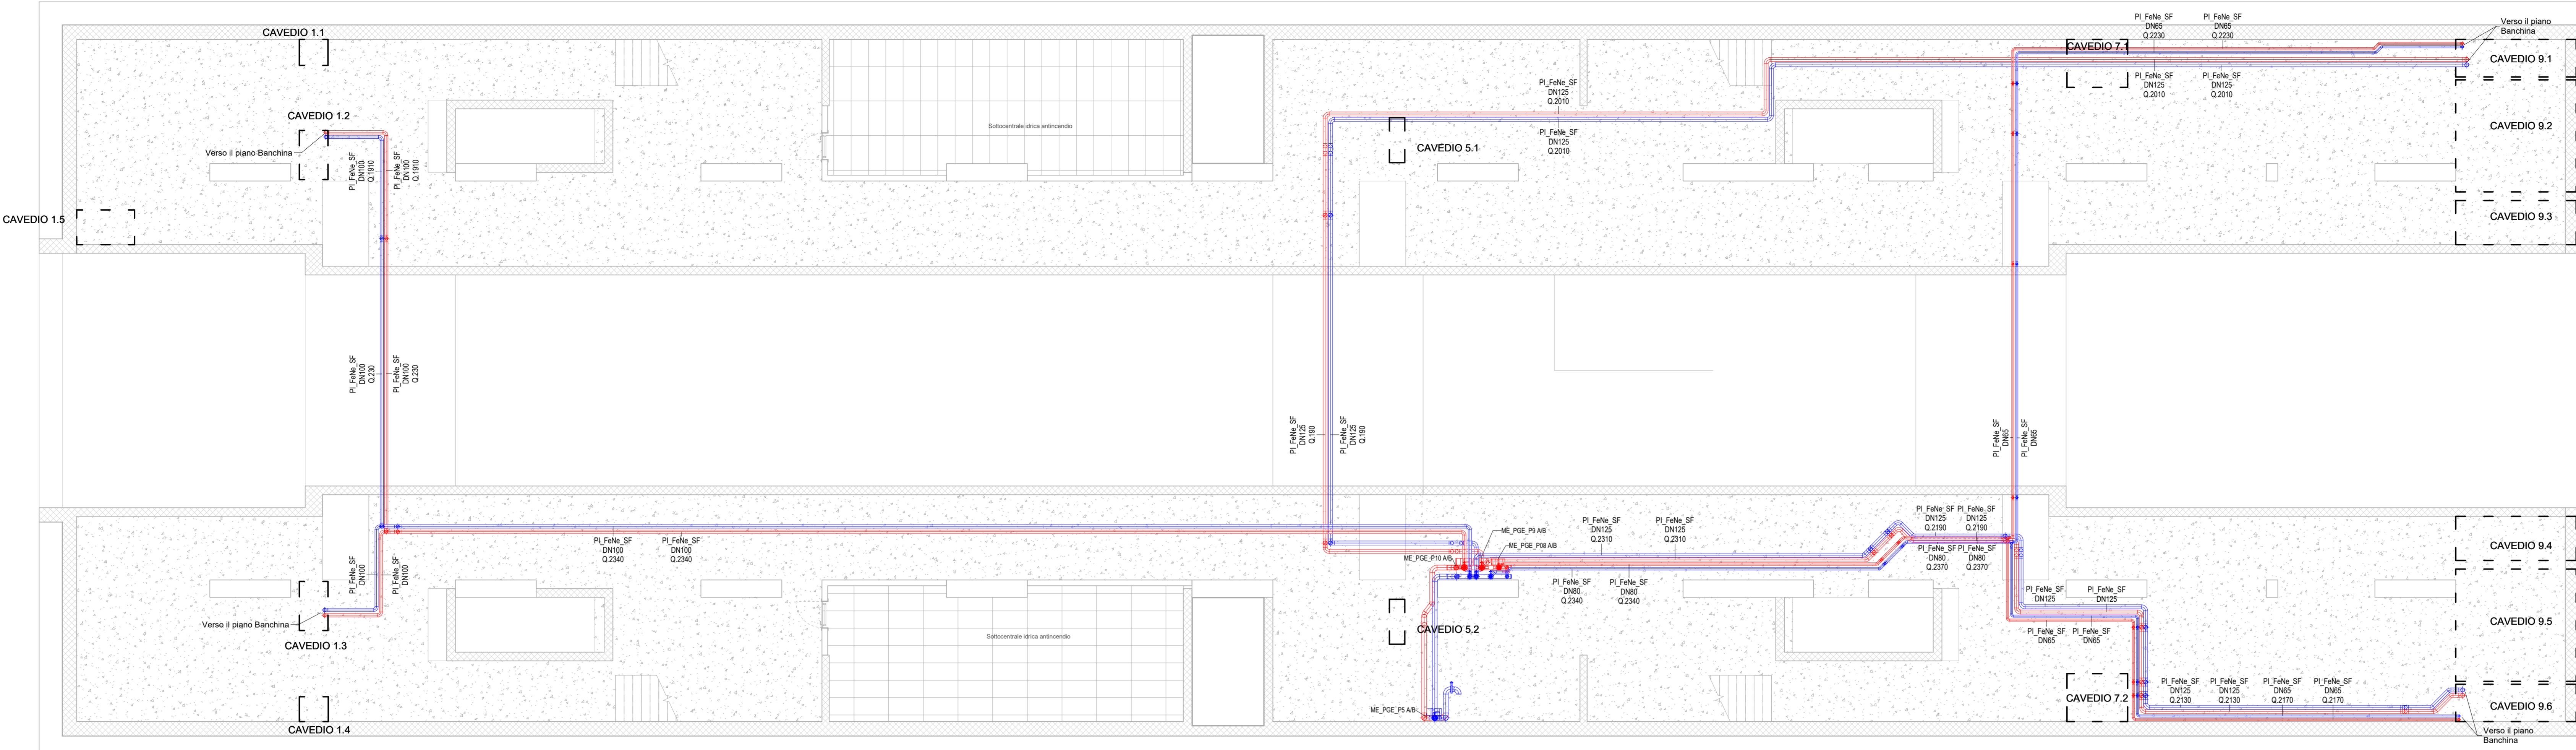 CAVEDIO 1.1
CAVEDIO 1.2
Verso il piano Banchina
PI_FeNe_SF
DN100
Q.1910
PI_FeNe_SF
DN100
Q.1910
CAVEDIO 1.5
PI_FeNe_SF
DN100
Q.230
PI_FeNe_SF
DN100
Q.230
PI_FeNe_SF
DN100
PI_FeNe_SF
DN100
Verso il piano Banchina
CAVEDIO 1.3
CAVEDIO 1.4
PI_FeNe_SF
DN100
Q.2340
PI_FeNe_SF
DN100
Q.2340
Sottocentrale idrica antincendio
Sottocentrale idrica antincendio
PI_FeNe_SF
DN125
Q.2010
PI_FeNe_SF
DN125
Q.2010
CAVEDIO 5.1
PI_FeNe_SF
DN125
Q.190
PI_FeNe_SF
DN125
Q.190
ME_PGE_P9 A/B
ME_PGE_P08 A/B
ME_PGE_P10 A/B
CAVEDIO 5.2
ME_PGE_P5 A/B
PI_FeNe_SF
DN125
Q.2310
PI_FeNe_SF
DN125
Q.2310
PI_FeNe_SF
DN80
Q.2340
PI_FeNe_SF
DN80
Q.2340
PI_FeNe_SF
DN125
Q.2190
PI_FeNe_SF
DN125
Q.2190
PI_FeNe_SF
DN80
Q.2370
PI_FeNe_SF
DN80
Q.2370
PI_FeNe_SF
DN65
PI_FeNe_SF
DN65
PI_FeNe_SF
DN65
Q.2230
PI_FeNe_SF
DN65
Q.2230
CAVEDIO 7.1
PI_FeNe_SF
DN125
Q.2010
PI_FeNe_SF
DN125
Q.2010
Verso il piano
Banchina
CAVEDIO 9.1
CAVEDIO 9.2
CAVEDIO 9.3
CAVEDIO 9.4
CAVEDIO 9.5
CAVEDIO 9.6
PI_FeNe_SF
DN125
PI_FeNe_SF
DN125
PI_FeNe_SF
DN65
PI_FeNe_SF
DN65
CAVEDIO 7.2
PI_FeNe_SF
DN125
Q.2130
PI_FeNe_SF
DN125
Q.2130
PI_FeNe_SF
DN65
Q.2170
PI_FeNe_SF
DN65
Q.2170
Verso il piano
Banchina